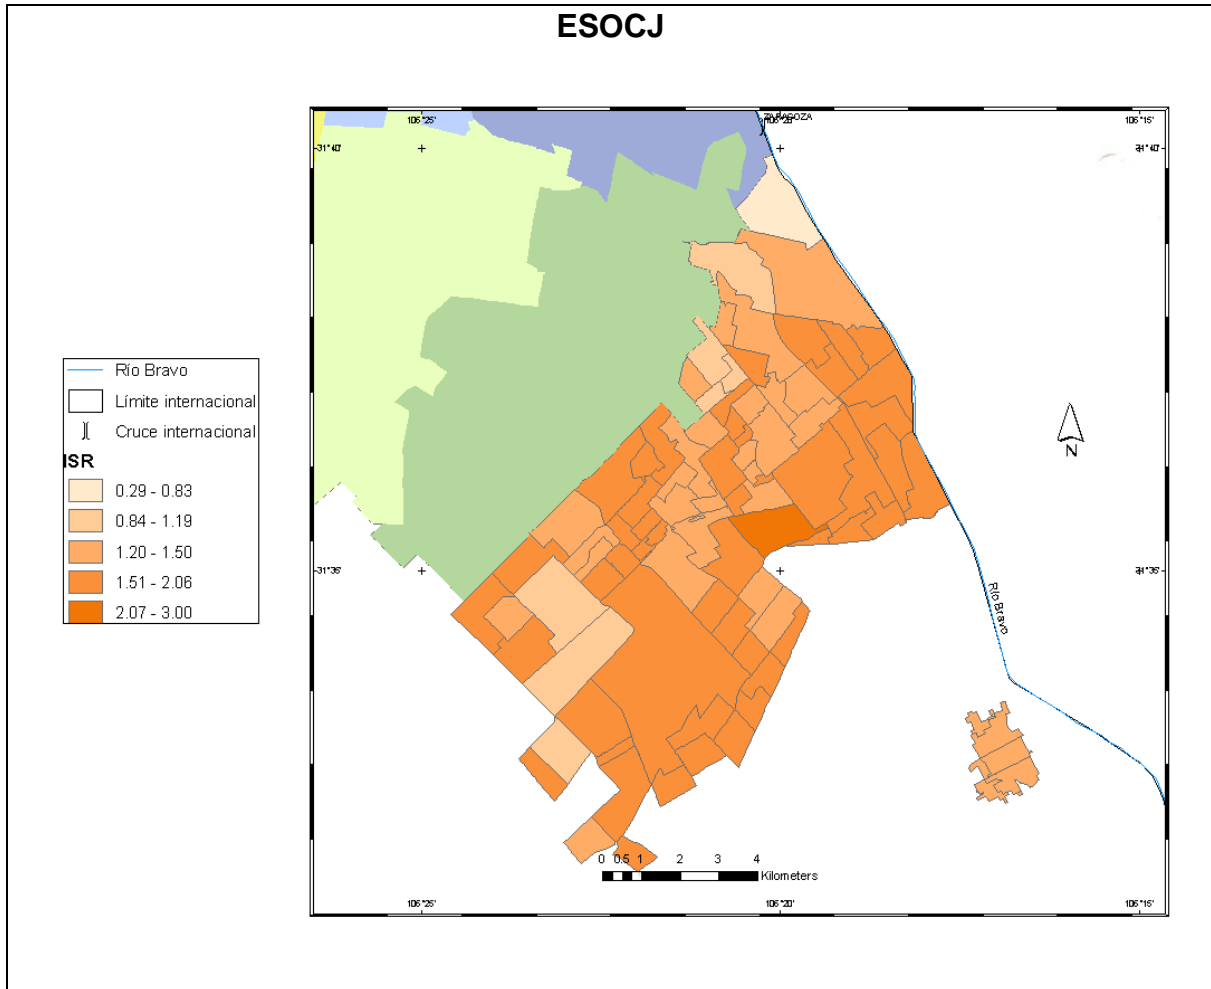 ESOCJ
ZARAGOZA
106°25'
106°20'
106°15'
31°40'
31°40'
Río Bravo
Límite internacional
Cruce internacional
ISR
0.29 - 0.83
0.84 - 1.19
1.20 - 1.50
1.51 - 2.06
2.07 - 3.00
N
31°35'
31°35'
Río Bravo
0 0.5 1 2 3 4
Kilometers
106°25'
106°20'
106°15'